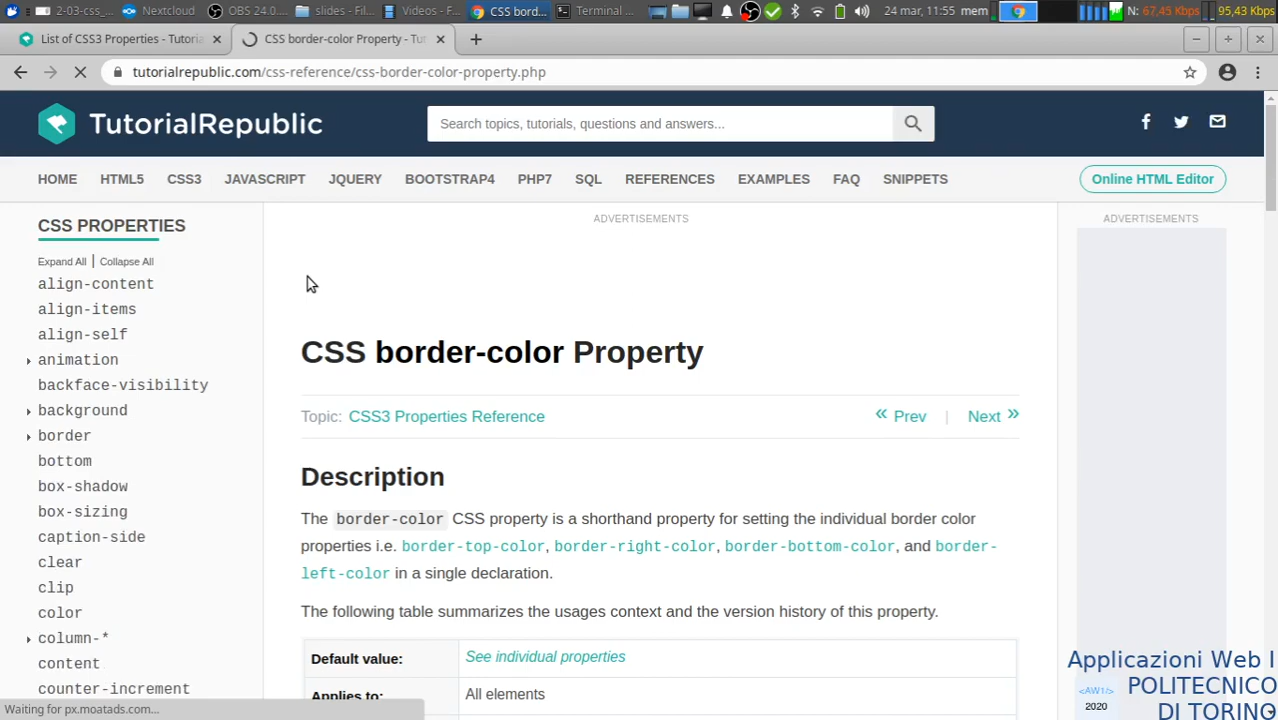 2-03-css_... Nextcloud OBS 24.0.... slides - Fil... Videos - F... CSS bord... Terminal ... 24 mar, 11:55 mem N: 67,45 Kbps 95,43 Kbps
List of CSS3 Properties - Tutoria CSS border-color Property - Tut
tutorialrepublic.com/css-reference/css-border-color-property.php
TutorialRepublic Search topics, tutorials, questions and answers...
HOME HTML5 CSS3 JAVASCRIPT JQUERY BOOTSTRAP4 PHP7 SQL REFERENCES EXAMPLES FAQ SNIPPETS Online HTML Editor
CSS PROPERTIES
Expand All | Collapse All
align-content
align-items
align-self
animation
backface-visibility
background
border
bottom
box-shadow
box-sizing
caption-side
clear
clip
color
column-*
content
counter-increment
ADVERTISEMENTS
CSS border-color Property
Topic: CSS3 Properties Reference « Prev | Next »
Description
The border-color CSS property is a shorthand property for setting the individual border color
properties i.e. border-top-color, border-right-color, border-bottom-color, and border-
left-color in a single declaration.
The following table summarizes the usages context and the version history of this property.
Default value: See individual properties
Applies to: All elements
ADVERTISEMENTS
Applicazioni Web I
POLITECNICO
DI TORINO
<AW1/>
2020
Waiting for px.moatads.com...